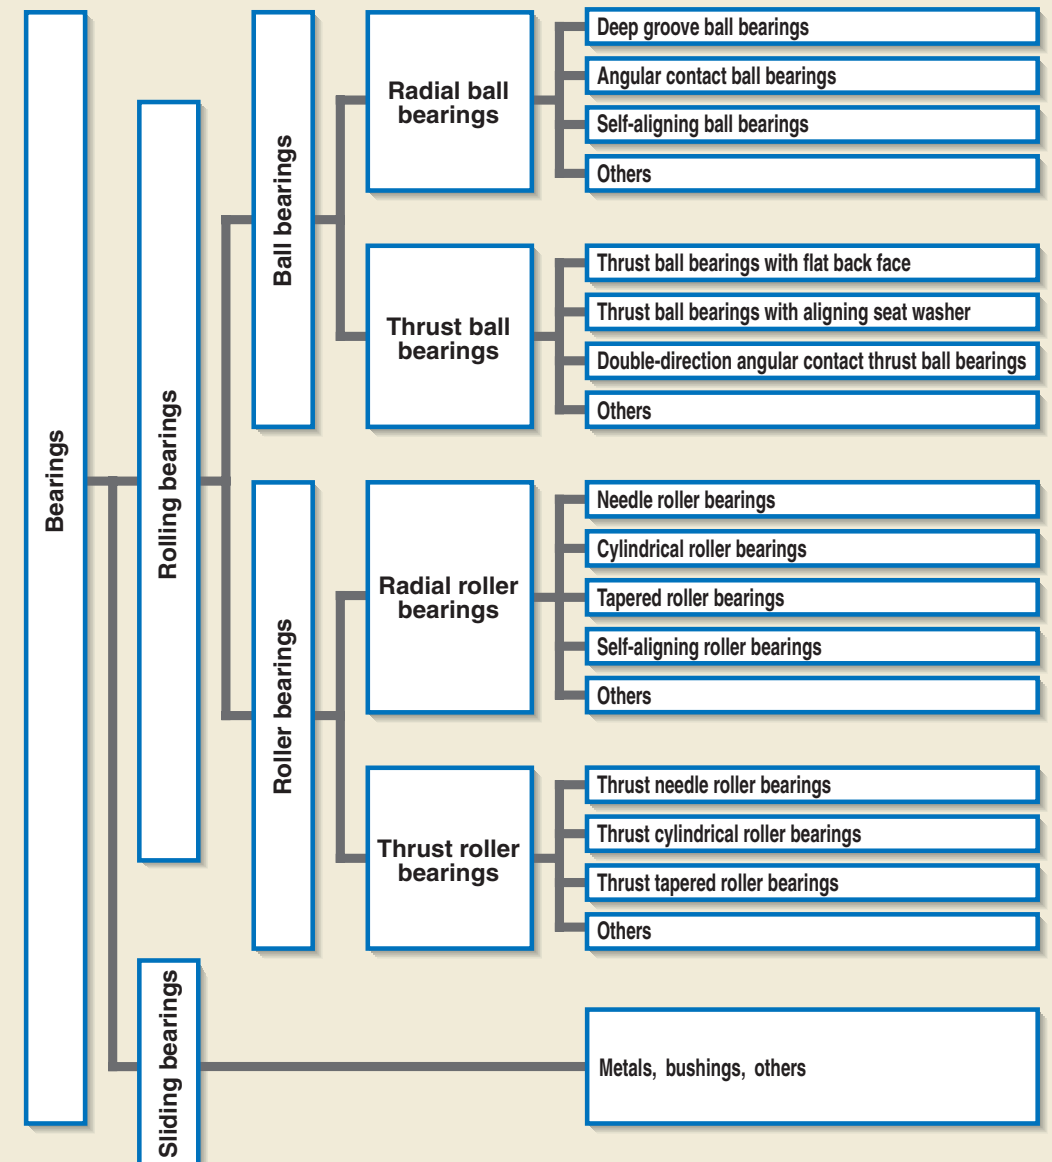 Bearings
Rolling bearings
Ball bearings
Radial ball
bearings
Deep groove ball bearings
Angular contact ball bearings
Self-aligning ball bearings
Others
Thrust ball
bearings
Thrust ball bearings with flat back face
Thrust ball bearings with aligning seat washer
Double-direction angular contact thrust ball bearings
Others
Roller bearings
Radial roller
bearings
Needle roller bearings
Cylindrical roller bearings
Tapered roller bearings
Self-aligning roller bearings
Others
Thrust roller
bearings
Thrust needle roller bearings
Thrust cylindrical roller bearings
Thrust tapered roller bearings
Others
Sliding bearings
Metals, bushings, others